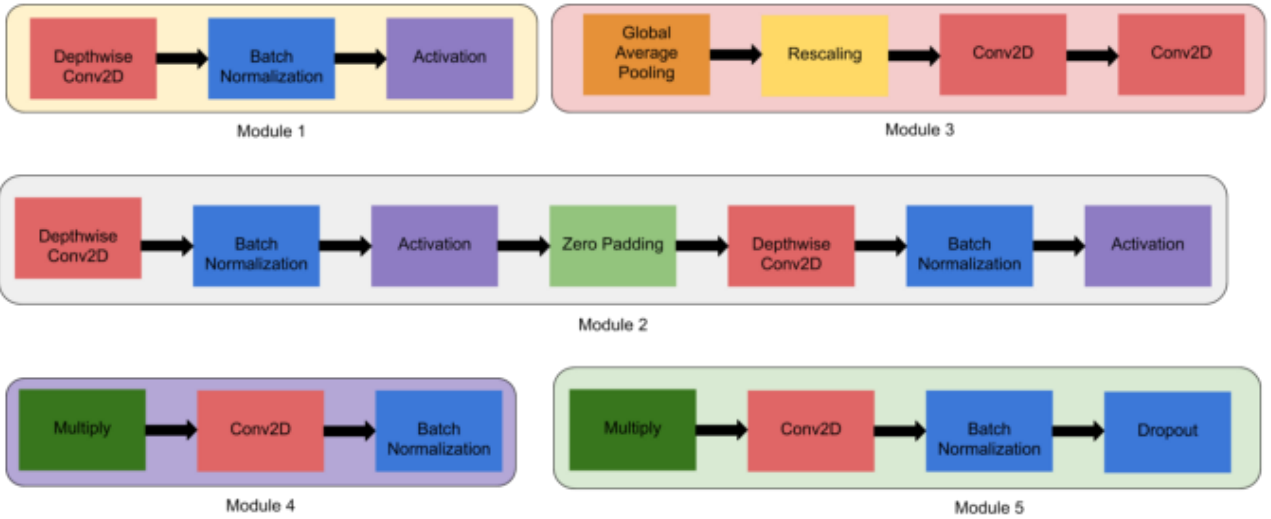 Depthwise
Conv2D
Batch
Normalization
Activation
Module 1
Global
Average
Pooling
Rescaling
Conv2D
Conv2D
Module 3
Depthwise
Conv2D
Batch
Normalization
Activation
Zero Padding
Depthwise
Conv2D
Batch
Normalization
Activation
Module 2
Multiply
Conv2D
Batch
Normalization
Module 4
Multiply
Conv2D
Batch
Normalization
Dropout
Module 5